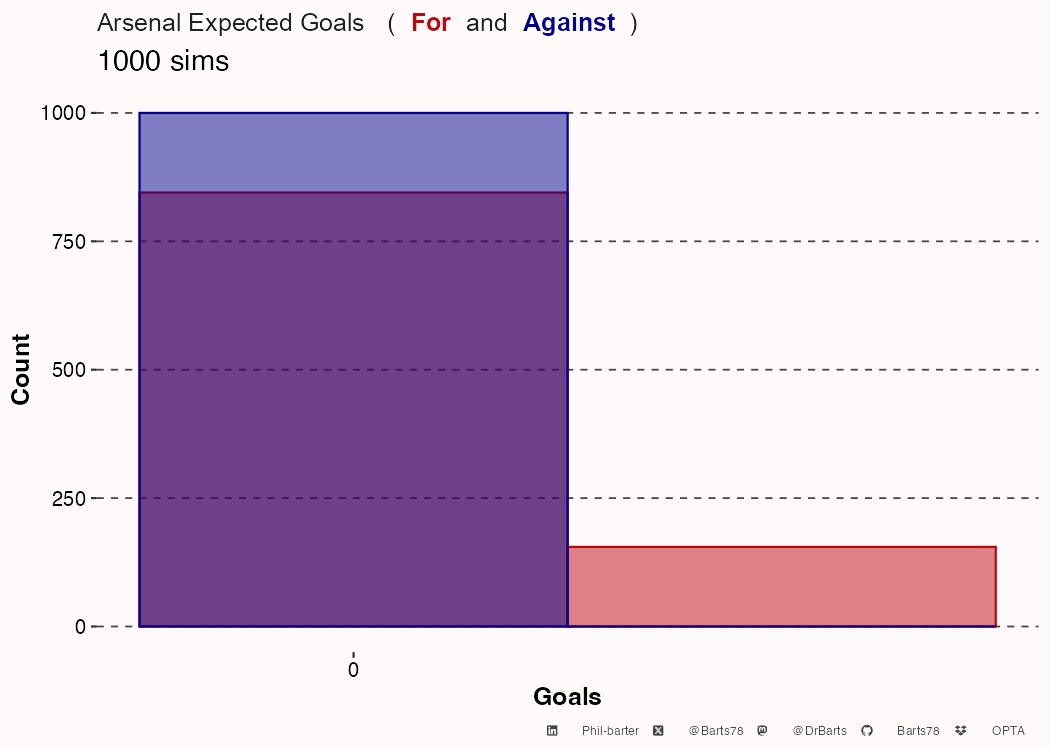 Arsenal Expected Goals ( For and Against )
1000 sims
1000
750
500
250
0
Count
0
Goals
Phil-barter @Barts78 @DrBarts Barts78 OPTA